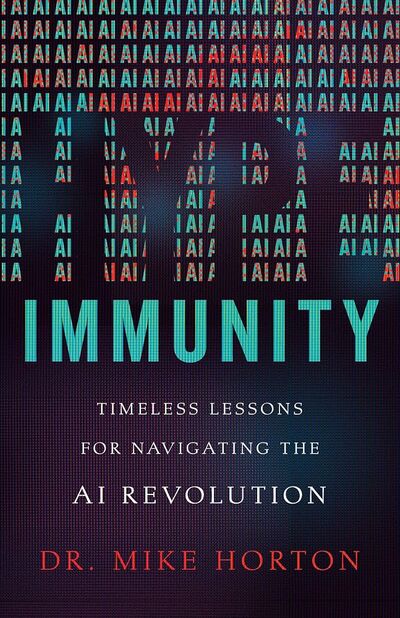 HYPE
IMMUNITY
TIMELESS LESSONS
FOR NAVIGATING THE
AI REVOLUTION
DR. MIKE HORTON